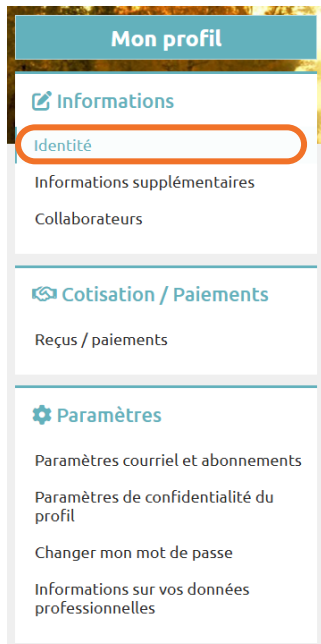 Mon profil
Informations
Identité
Informations supplémentaires
Collaborateurs
Cotisation / Paiements
Reçus / paiements
Paramètres
Paramètres courriel et abonnements
Paramètres de confidentialité du
profil
Changer mon mot de passe
Informations sur vos données
professionnelles